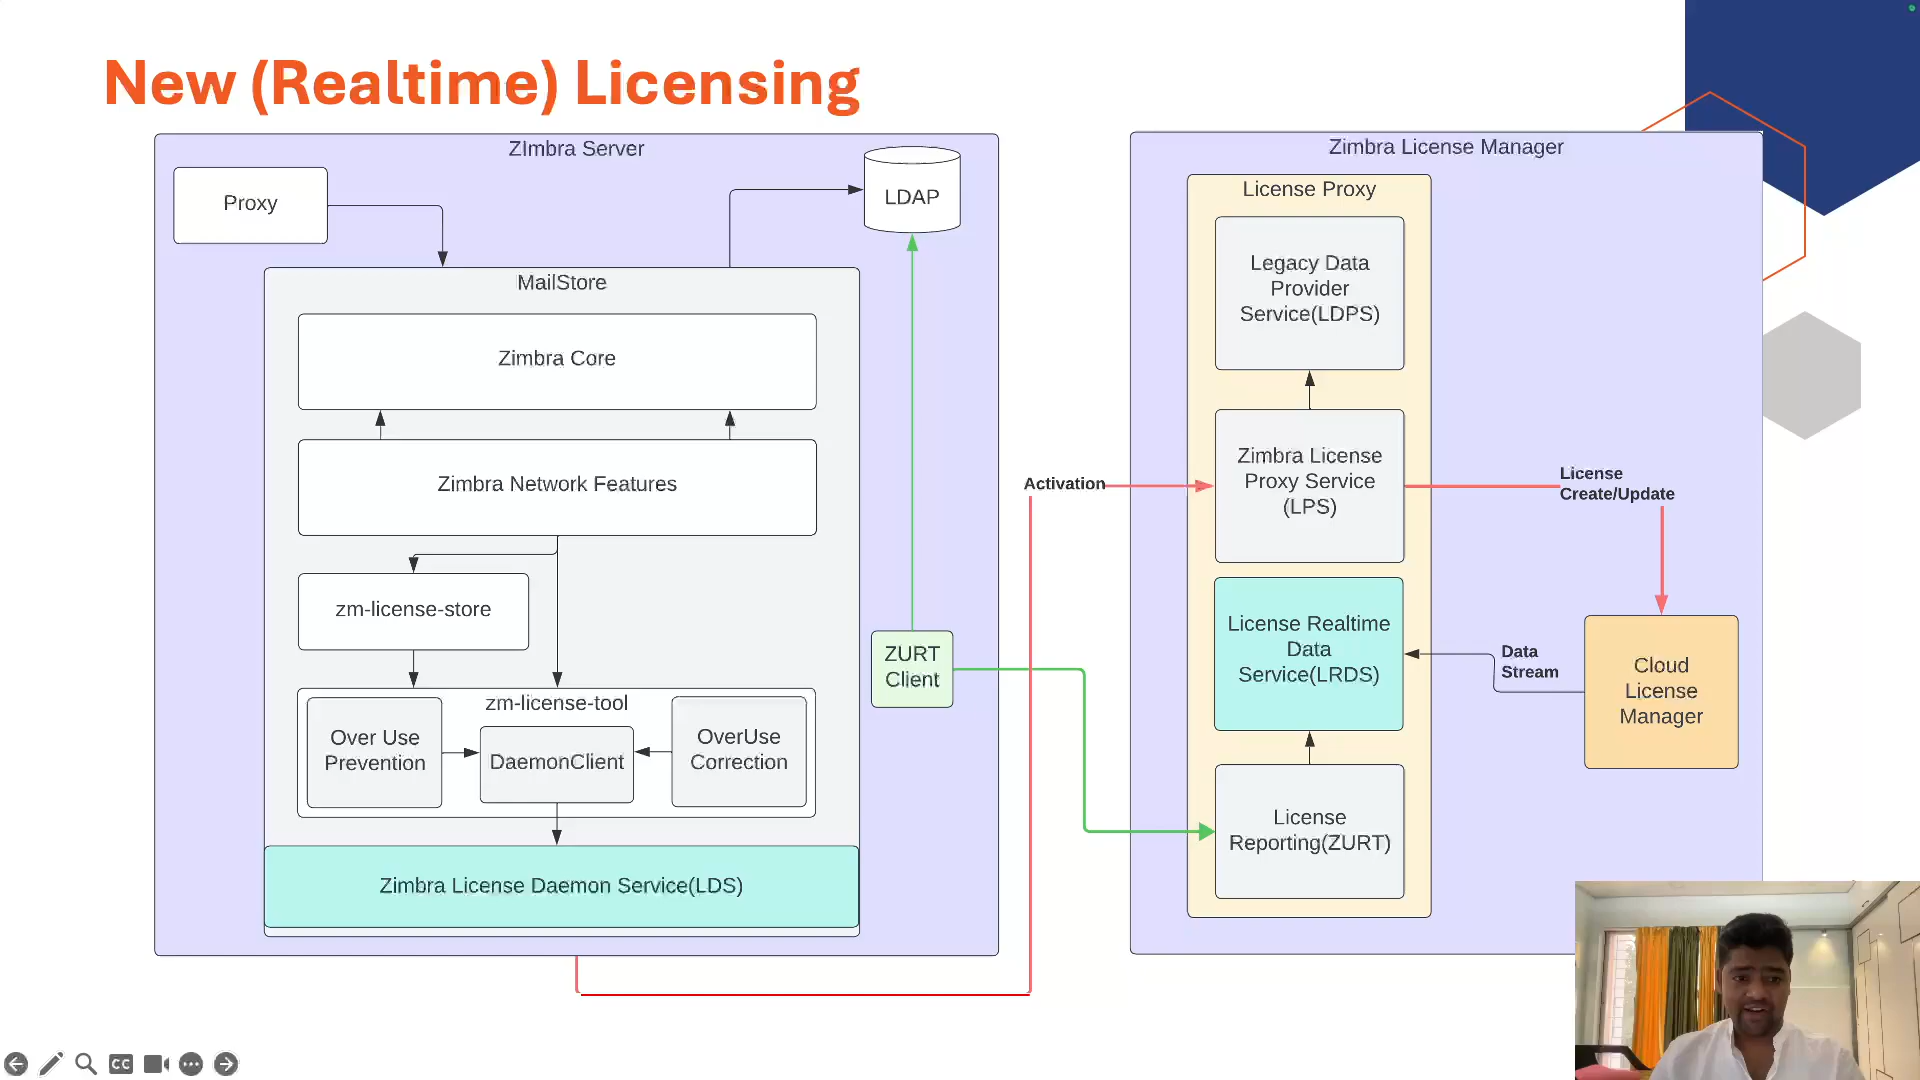 New (Realtime) Licensing
ZImbra Server
Proxy
LDAP
MailStore
Zimbra Core
Zimbra Network Features
zm-license-store
zm-license-tool
Over Use
Prevention
DaemonClient
OverUse
Correction
Zimbra License Daemon Service(LDS)
ZURT
Client
Activation
Zimbra License Manager
License Proxy
Legacy Data
Provider
Service(LDPS)
Zimbra License
Proxy Service
(LPS)
License Realtime
Data
Service(LRDS)
License
Reporting(ZURT)
License
Create/Update
Data
Stream
Cloud
License
Manager
CC